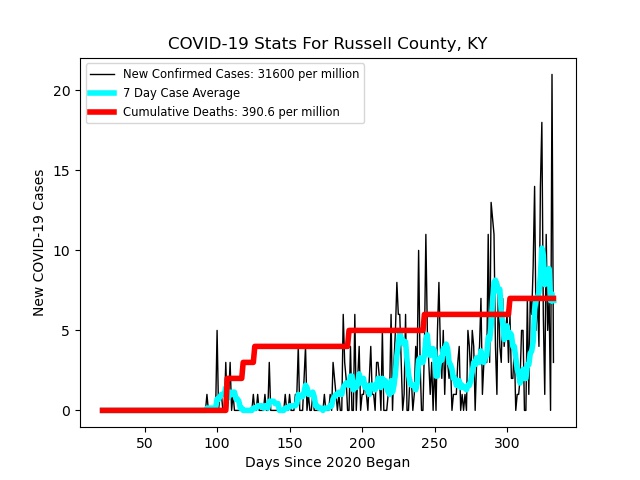 COVID-19 Stats For Russell County, KY
New Confirmed Cases: 31600 per million
7 Day Case Average
Cumulative Deaths: 390.6 per million
New COVID-19 Cases
20
15
10
5
0
50 100 150 200 250 300
Days Since 2020 Began